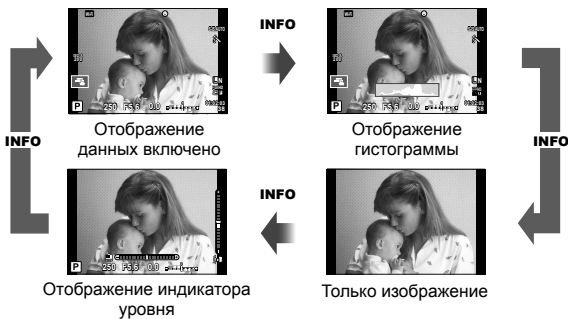 INFO
P 250 F5.6 0.0
P 250 F5.6 0.0
Отображение
данных включено
Отображение
гистограммы
INFO
INFO
INFO
P 250 F5.6 0.0
Отображение индикатора
уровня
Только изображение